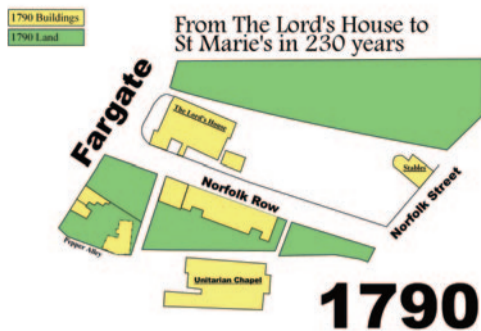 1790 Buildings
1790 Land
From The Lord's House to
St Marie's in 230 years
Fargate
The Lord's House
Stables
Norfolk Row
Norfolk Street
Pepper Alley
Unitarian Chapel
1790